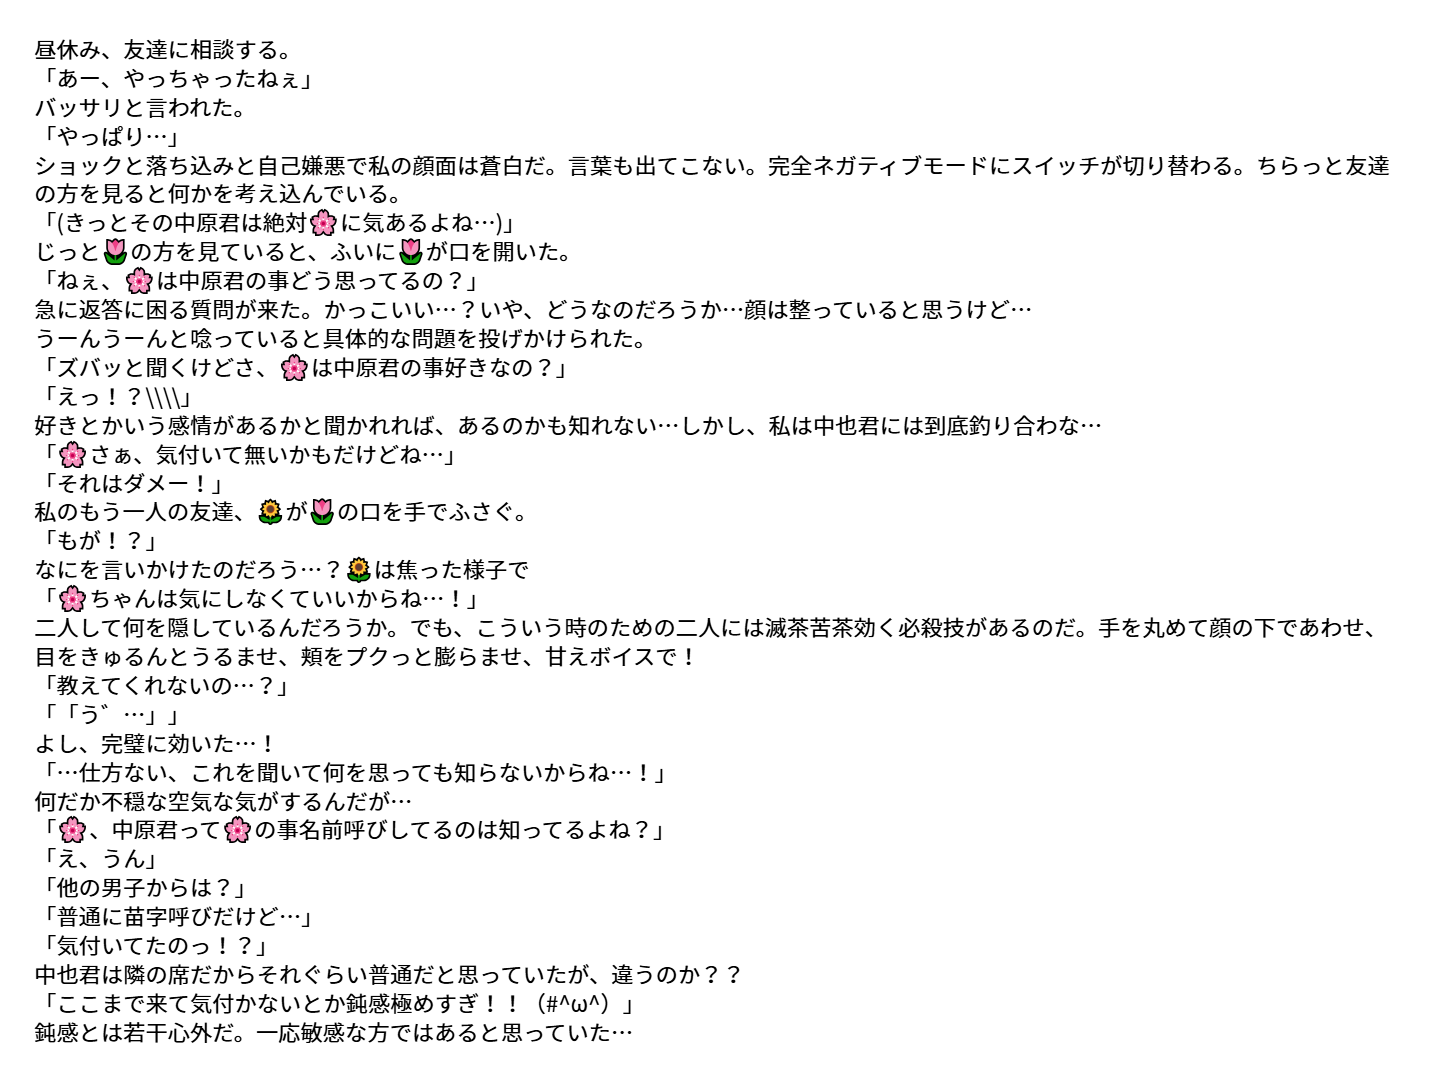 昼休み、友達に相談する。
「あー、やっちゃったねぇ」
バッサリと言われた。
「やっぱり…」
ショックと落ち込みと自己嫌悪で私の顔面は蒼白だ。言葉も出てこない。完全ネガティブモードにスイッチが切り替わる。ちらっと友達
の方を見ると何かを考え込んでいる。
「(きっとその中原君は絶対🌸に気あるよね…)」
じっと🌷の方を見ていると、ふいに🌷が口を開いた。
「ねぇ、🌸は中原君の事どう思ってるの？」
急に返答に困る質問が来た。かっこいい…？いや、どうなのだろうか…顔は整っていると思うけど…
うーんうーんと唸っていると具体的な問題を投げかけられた。
「ズバッと聞くけどさ、🌸は中原君の事好きなの？」
「えっ！？\\\\」
好きとかいう感情があるかと聞かれれば、あるのかも知れない…しかし、私は中也君には到底釣り合わな…
「🌸さぁ、気付いて無いかもだけどね…」
「それはダメー！」
私のもう一人の友達、🌻が🌷の口を手でふさぐ。
「もが！？」
なにを言いかけたのだろう…？🌻は焦った様子で
「🌸ちゃんは気にしなくていいからね…！」
二人して何を隠しているんだろうか。でも、こういう時のための二人には滅茶苦茶効く必殺技があるのだ。手を丸めて顔の下であわせ、
目をきゅるんとうるませ、頬をプクっと膨らませ、甘えボイスで！
「教えてくれないの…？」
「「う゛…」」
よし、完璧に効いた…！
「…仕方ない、これを聞いて何を思っても知らないからね…！」
何だか不穏な空気な気がするんだが…
「🌸、中原君って🌸の事名前呼びしてるのは知ってるよね？」
「え、うん」
「他の男子からは？」
「普通に苗字呼びだけど…」
「気付いてたのっ！？」
中也君は隣の席だからそれぐらい普通だと思っていたが、違うのか？？
「ここまで来て気付かないとか鈍感極めすぎ！！（#^ω^）」
鈍感とは若干心外だ。一応敏感な方ではあると思っていた…